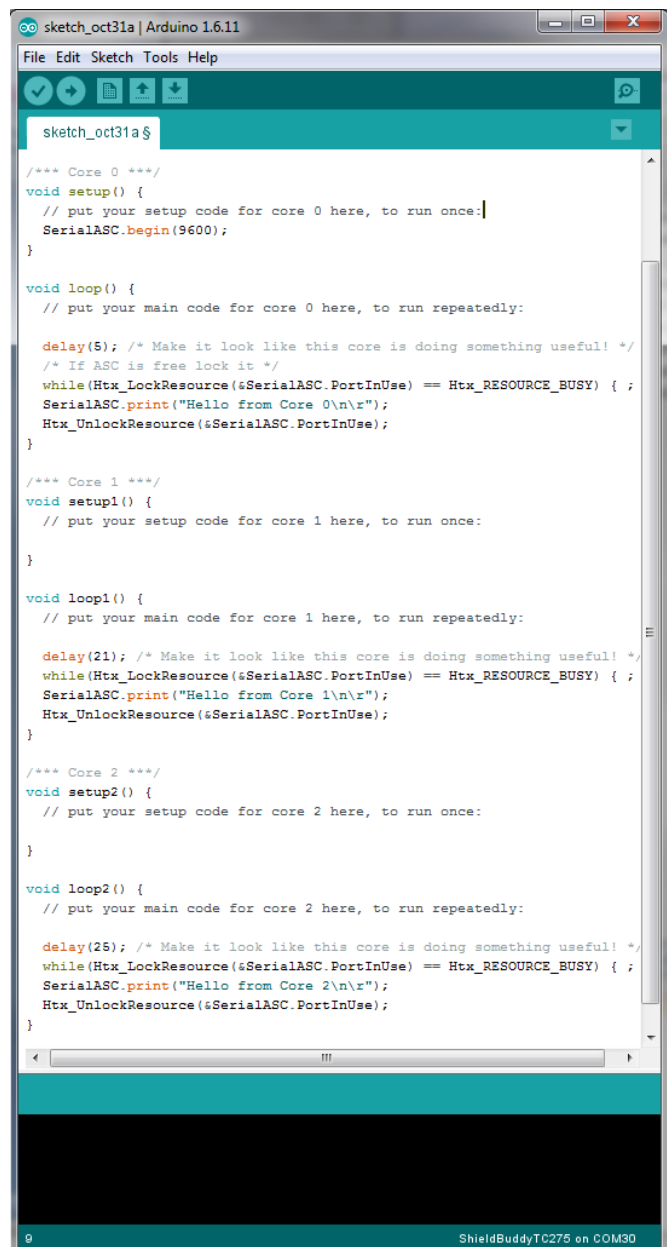 sketch_oct31a | Arduino 1.6.11
File Edit Sketch Tools Help
sketch_oct31a §
/*** Core 0 ***/
void setup() {
  // put your setup code for core 0 here, to run once:
  SerialASC.begin(9600);
}
void loop() {
  // put your main code for core 0 here, to run repeatedly:
  delay(5); /* Make it look like this core is doing something useful! */
  /* If ASC is free lock it */
  while(Htx_LockResource(&SerialASC.PortInUse) == Htx_RESOURCE_BUSY) { ;
  SerialASC.print("Hello from Core 0\n\r");
  Htx_UnlockResource(&SerialASC.PortInUse);
}
/*** Core 1 ***/
void setup1() {
  // put your setup code for core 1 here, to run once:
}
void loop1() {
  // put your main code for core 1 here, to run repeatedly:
  delay(21); /* Make it look like this core is doing something useful! */
  while(Htx_LockResource(&SerialASC.PortInUse) == Htx_RESOURCE_BUSY) { ;
  SerialASC.print("Hello from Core 1\n\r");
  Htx_UnlockResource(&SerialASC.PortInUse);
}
/*** Core 2 ***/
void setup2() {
  // put your setup code for core 2 here, to run once:
}
void loop2() {
  // put your main code for core 2 here, to run repeatedly:
  delay(25); /* Make it look like this core is doing something useful! */
  while(Htx_LockResource(&SerialASC.PortInUse) == Htx_RESOURCE_BUSY) { ;
  SerialASC.print("Hello from Core 2\n\r");
  Htx_UnlockResource(&SerialASC.PortInUse);
}
9 ShieldBuddyTC275 on COM30